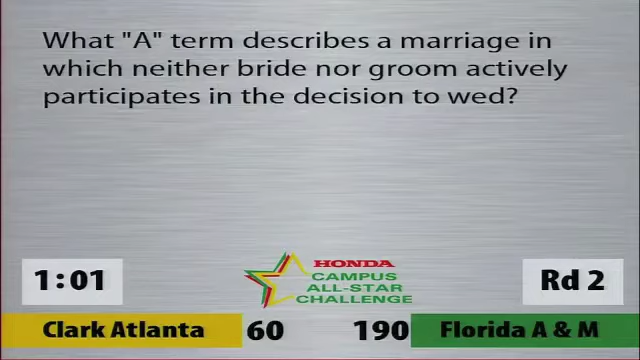 What "A" term describes a marriage in
which neither bride nor groom actively
participates in the decision to wed?
1:01
HONDA
CAMPUS
ALL-STAR
CHALLENGE
Rd 2
Clark Atlanta 60 190 Florida A & M